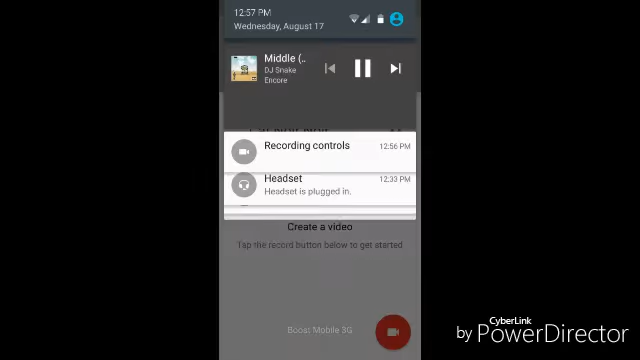 12:57 PM
Wednesday, August 17
Middle (..
DJ Snake
Encore
Recording controls 12:56 PM
Headset 12:33 PM
Headset is plugged in.
Create a video
Tap the record button below to get started
Boost Mobile 3G
CyberLink
by PowerDirector